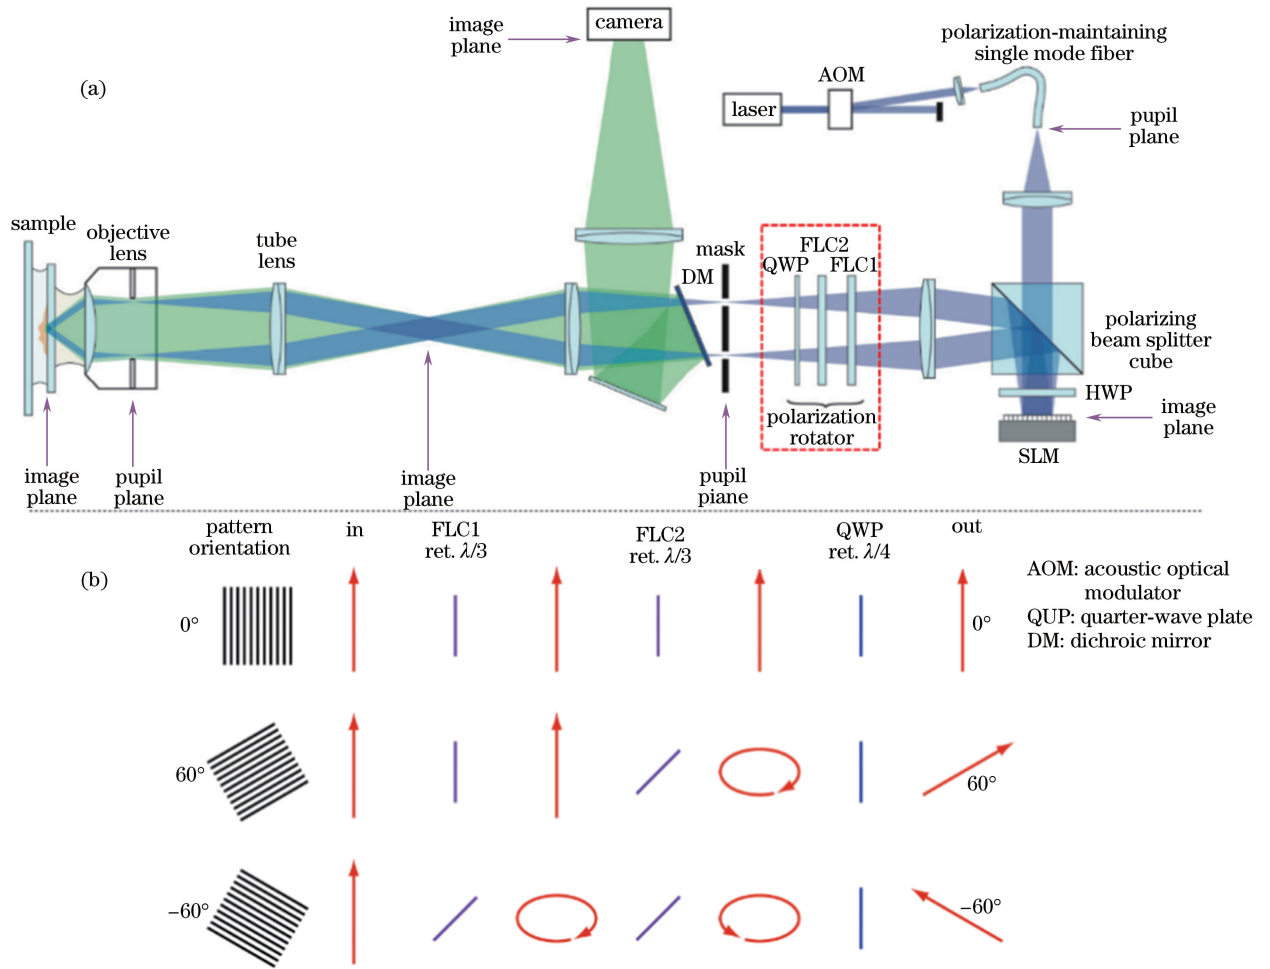 (a)
image
plane
camera
polarization-maintaining
single mode fiber
AOM
laser
pupil
plane
sample
objective
lens
tube
lens
mask
DM
FLC2
QWP
FLC1
polarizing
beam splitter
cube
HWP
image
plane
SLM
polarization
rotator
image
plane
pupil
plane
image
plane
pupil
piane
pattern
orientation
in
FLC1
ret. λ/3
FLC2
ret. λ/3
QWP
ret. λ/4
out
(b)
AOM: acoustic optical
modulator
QUP: quarter-wave plate
DM: dichroic mirror
0°
0°
60°
60°
−60°
−60°